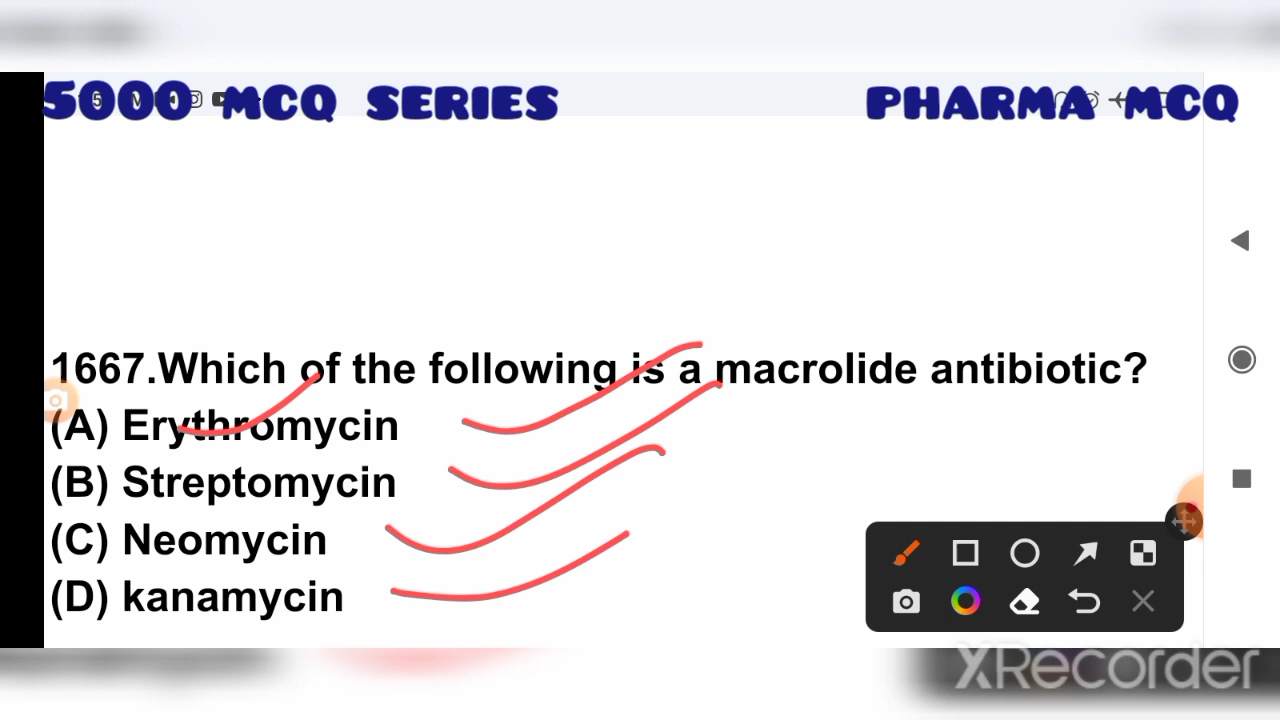 5000 MCQ SERIES PHARMA MCQ
1667.Which of the following is a macrolide antibiotic?
(A) Erythromycin
(B) Streptomycin
(C) Neomycin
(D) kanamycin
XRecorder